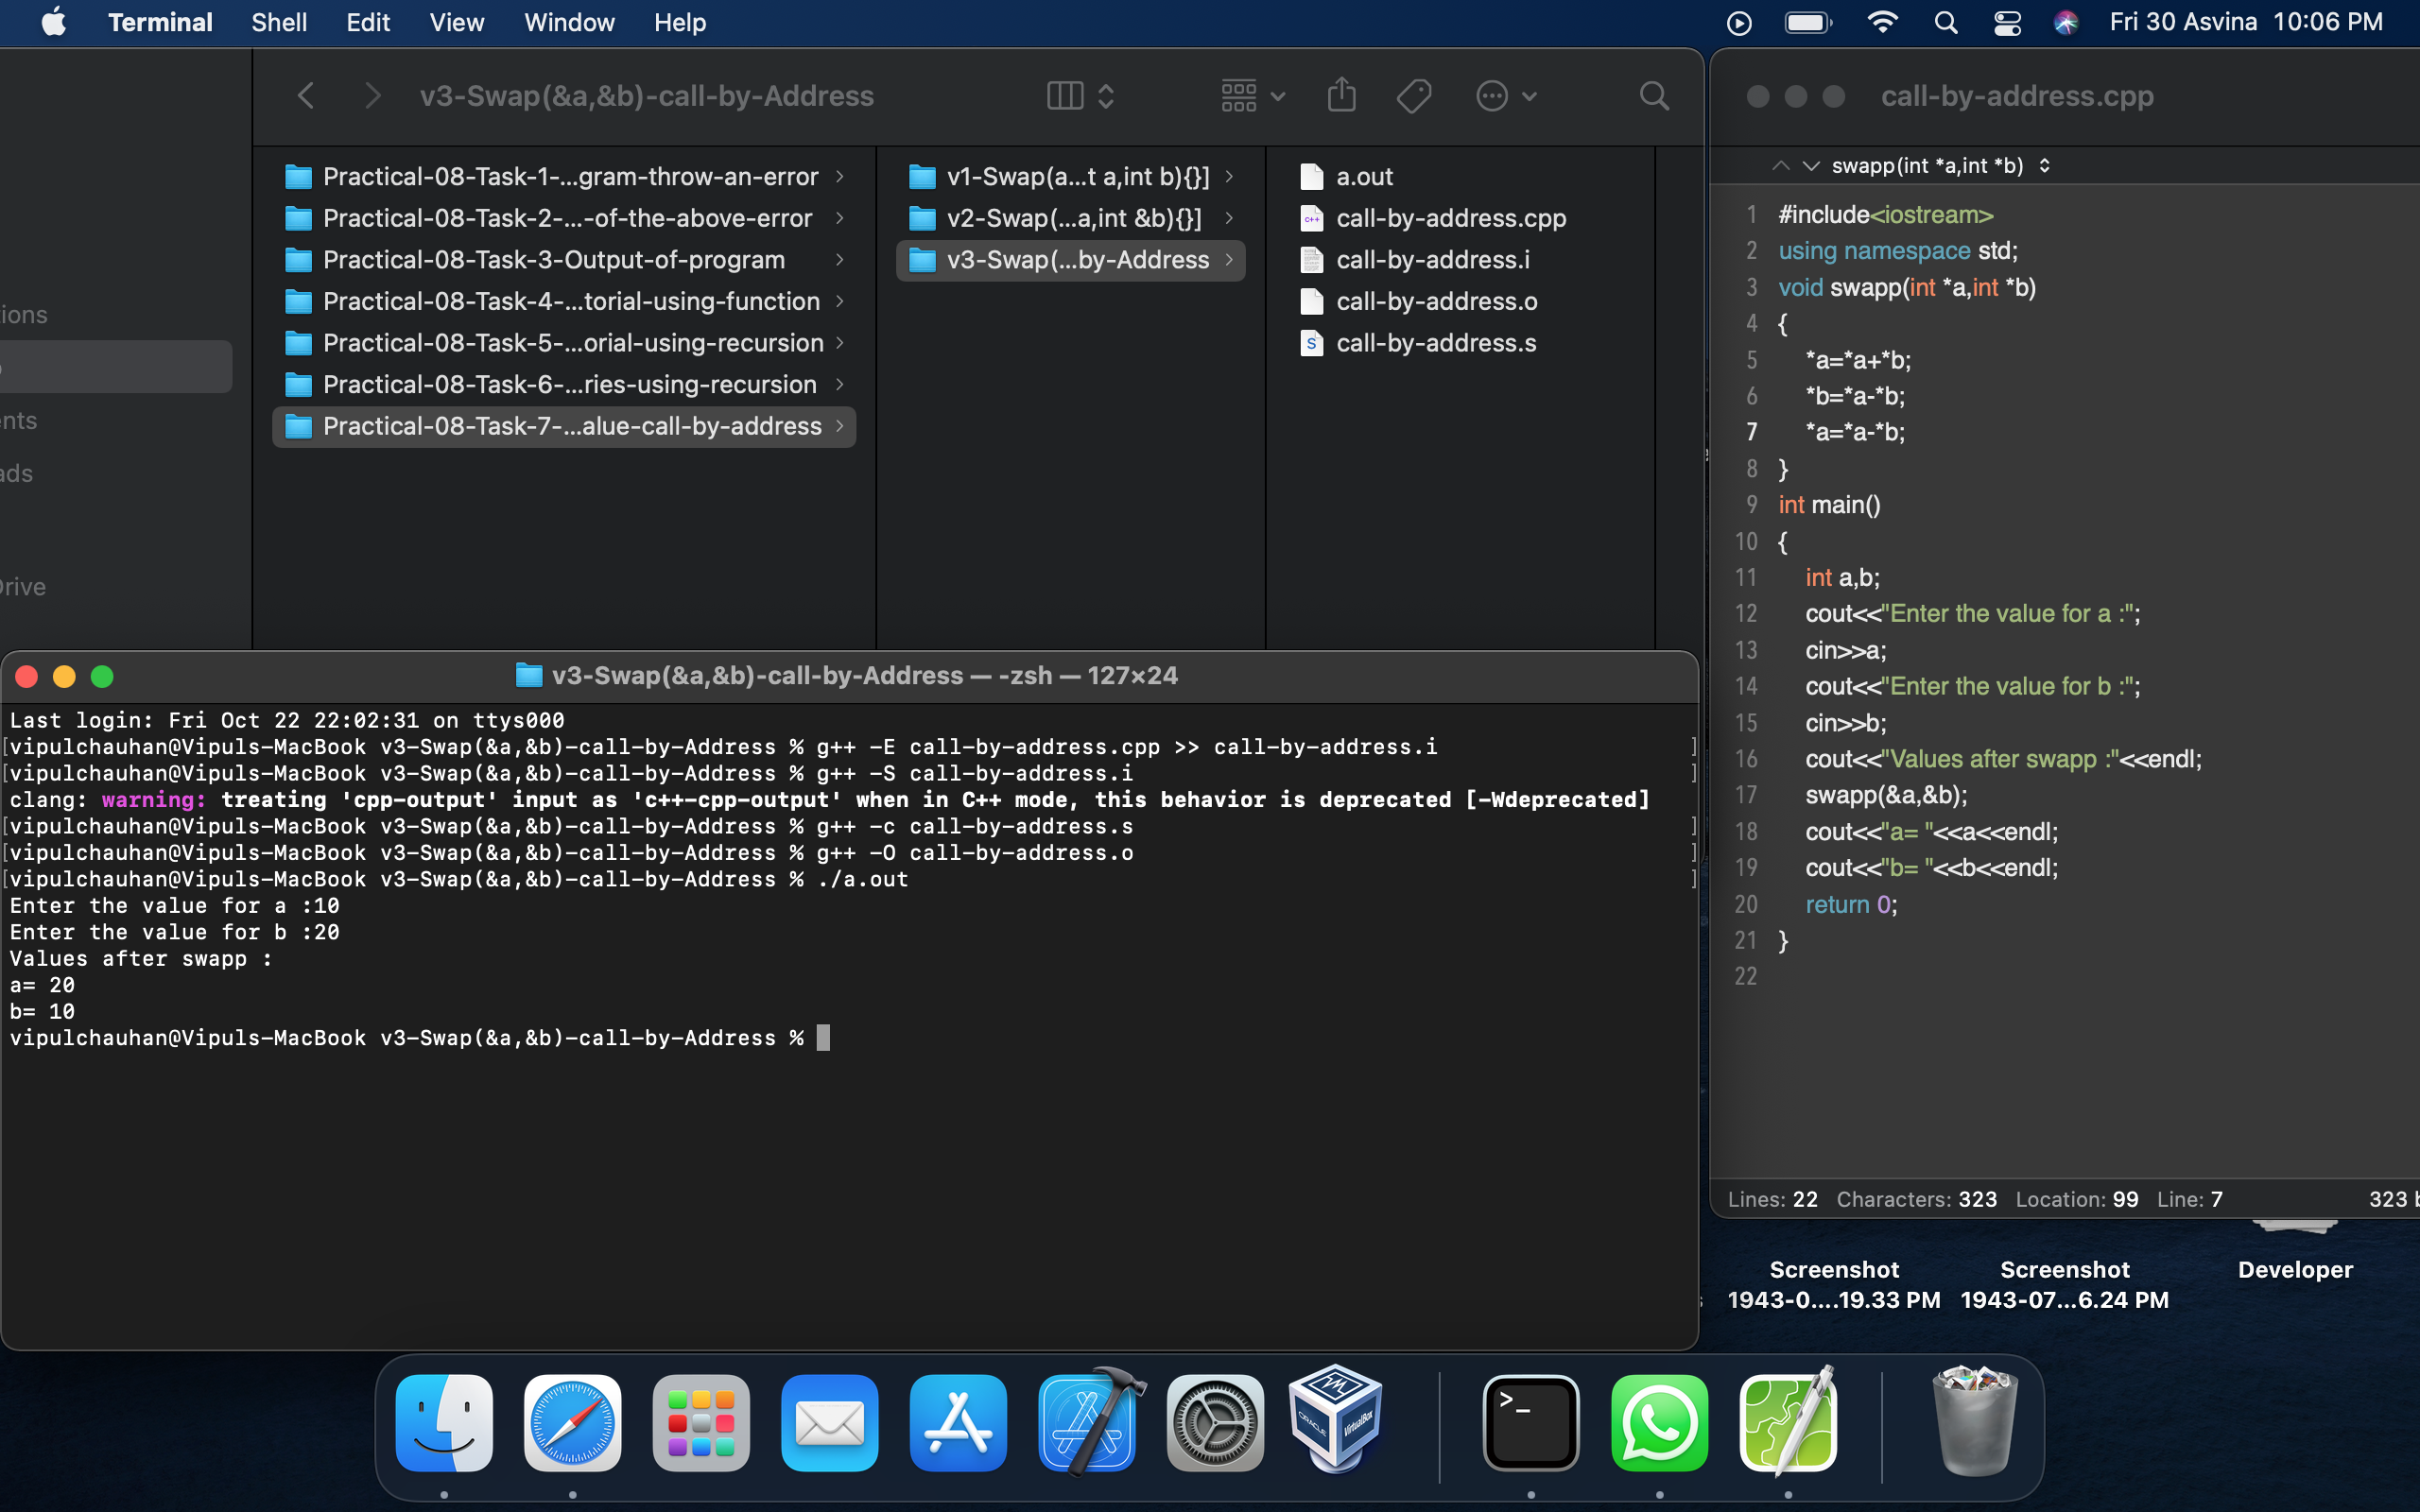 Terminal Shell Edit View Window Help Fri 30 Asvina 10:06 PM
v3-Swap(&a,&b)-call-by-Address
ions
ents
ads
Drive
Practical-08-Task-1-...gram-throw-an-error
Practical-08-Task-2-...-of-the-above-error
Practical-08-Task-3-Output-of-program
Practical-08-Task-4-...torial-using-function
Practical-08-Task-5-...orial-using-recursion
Practical-08-Task-6-...ries-using-recursion
Practical-08-Task-7-...alue-call-by-address
v1-Swap(a...t a,int b){}]
v2-Swap(...a,int &b){}]
v3-Swap(...by-Address
a.out
call-by-address.cpp
call-by-address.i
call-by-address.o
call-by-address.s
call-by-address.cpp
swapp(int *a,int *b)
1 #include<iostream>
2 using namespace std;
3 void swapp(int *a,int *b)
4 {
5 *a=*a+*b;
6 *b=*a-*b;
7 *a=*a-*b;
8 }
9 int main()
10 {
11 int a,b;
12 cout<<"Enter the value for a :";
13 cin>>a;
14 cout<<"Enter the value for b :";
15 cin>>b;
16 cout<<"Values after swapp :"<<endl;
17 swapp(&a,&b);
18 cout<<"a= "<<a<<endl;
19 cout<<"b= "<<b<<endl;
20 return 0;
21 }
22
Lines: 22 Characters: 323 Location: 99 Line: 7 323 b
v3-Swap(&a,&b)-call-by-Address — -zsh — 127×24
Last login: Fri Oct 22 22:02:31 on ttys000
[vipulchauhan@Vipuls-MacBook v3-Swap(&a,&b)-call-by-Address % g++ -E call-by-address.cpp >> call-by-address.i ]
[vipulchauhan@Vipuls-MacBook v3-Swap(&a,&b)-call-by-Address % g++ -S call-by-address.i ]
clang: warning: treating 'cpp-output' input as 'c++-cpp-output' when in C++ mode, this behavior is deprecated [-Wdeprecated]
[vipulchauhan@Vipuls-MacBook v3-Swap(&a,&b)-call-by-Address % g++ -c call-by-address.s ]
[vipulchauhan@Vipuls-MacBook v3-Swap(&a,&b)-call-by-Address % g++ -O call-by-address.o ]
[vipulchauhan@Vipuls-MacBook v3-Swap(&a,&b)-call-by-Address % ./a.out ]
Enter the value for a :10
Enter the value for b :20
Values after swapp :
a= 20
b= 10
vipulchauhan@Vipuls-MacBook v3-Swap(&a,&b)-call-by-Address %
Screenshot
1943-0....19.33 PM
Screenshot
1943-07...6.24 PM
Developer
ORACLE
VirtualBox